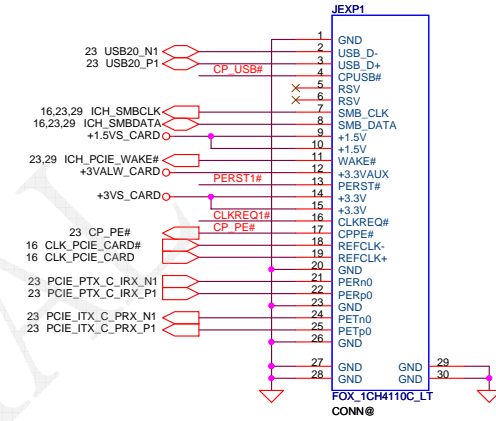 JEXP1
1 GND
23 USB20_N1 2 USB_D-
23 USB20_P1 3 USB_D+
CP_USB# 4 CPUSB#
5 RSV
6 RSV
16,23,29 ICH_SMBCLK 7 SMB_CLK
16,23,29 ICH_SMBDATA 8 SMB_DATA
+1.5VS_CARD 9 +1.5V
10 +1.5V
23,29 ICH_PCIE_WAKE# 11 WAKE#
+3VALW_CARD 12 +3.3VAUX
PERST1# 13 PERST#
+3VS_CARD 14 +3.3V
15 +3.3V
CLKREQ1# 16 CLKREQ#
23 CP_PE# CP_PE# 17 CPPE#
16 CLK_PCIE_CARD# 18 REFCLK-
16 CLK_PCIE_CARD 19 REFCLK+
20 GND
23 PCIE_PTX_C_IRX_N1 21 PERn0
23 PCIE_PTX_C_IRX_P1 22 PERp0
23 GND
23 PCIE_ITX_C_PRX_N1 24 PETn0
23 PCIE_ITX_C_PRX_P1 25 PETp0
26 GND
27 GND GND 29
28 GND GND 30
FOX_1CH4110C_LT
CONN@